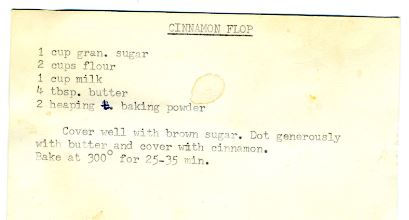 CINNAMON FLOP
1 cup gran. sugar
2 cups flour
1 cup milk
4 tbsp. butter
2 heaping t. baking powder
Cover well with brown sugar. Dot generously
with butter and cover with cinnamon.
Bake at 300° for 25-35 min.